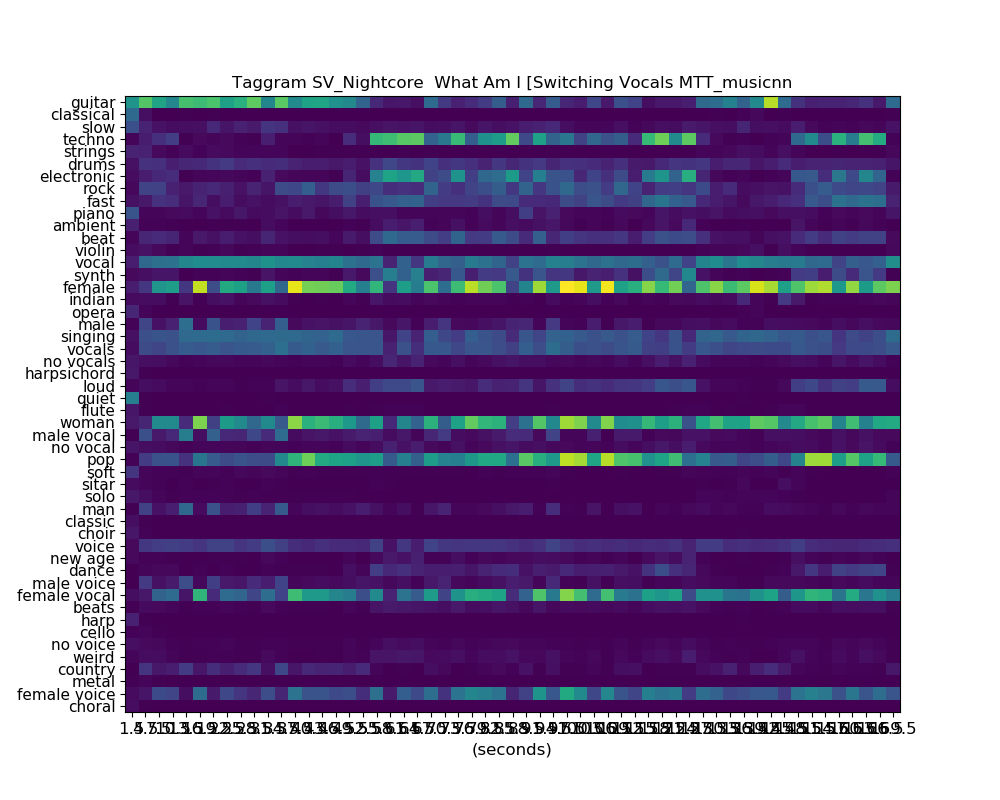 Taggram SV_Nightcore  What Am I [Switching Vocals MTT_musicnn
guitar
classical
slow
techno
strings
drums
electronic
rock
fast
piano
ambient
beat
violin
vocal
synth
female
indian
opera
male
singing
vocals
no vocals
harpsichord
loud
quiet
flute
woman
male vocal
no vocal
pop
soft
sitar
solo
man
classic
choir
voice
new age
dance
male voice
female vocal
beats
harp
cello
no voice
weird
country
metal
female voice
choral
(seconds)